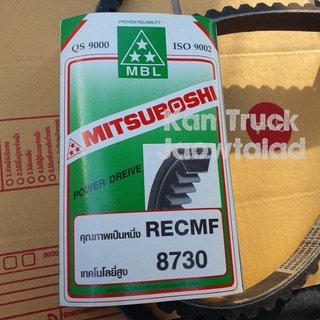 PROVEN RELIABILITY
QS 9000
ISO 9002
MBL
MITSUBOSHI
Kan Truck
Jaawtalad
POWER DREIVE
คุณภาพเป็นหนึ่ง RECMF
8730
เทคโนโลยี่สูง